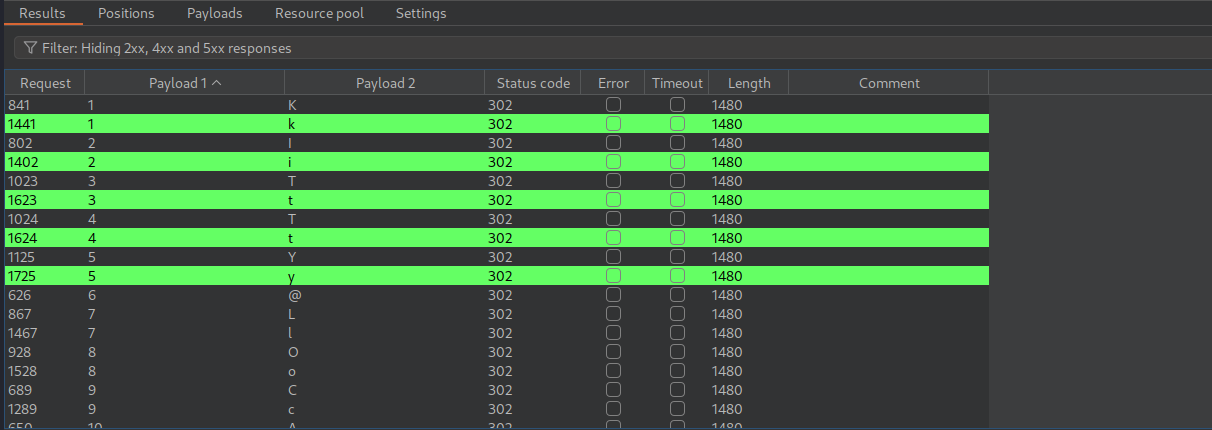 Results Positions Payloads Resource pool Settings
Filter: Hiding 2xx, 4xx and 5xx responses
Request Payload 1 Payload 2 Status code Error Timeout Length Comment
841 1 K 302 1480
1441 1 k 302 1480
802 2 I 302 1480
1402 2 i 302 1480
1023 3 T 302 1480
1623 3 t 302 1480
1024 4 T 302 1480
1624 4 t 302 1480
1125 5 Y 302 1480
1725 5 y 302 1480
626 6 @ 302 1480
867 7 L 302 1480
1467 7 l 302 1480
928 8 O 302 1480
1528 8 o 302 1480
689 9 C 302 1480
1289 9 c 302 1480
650 10 A 302 1480